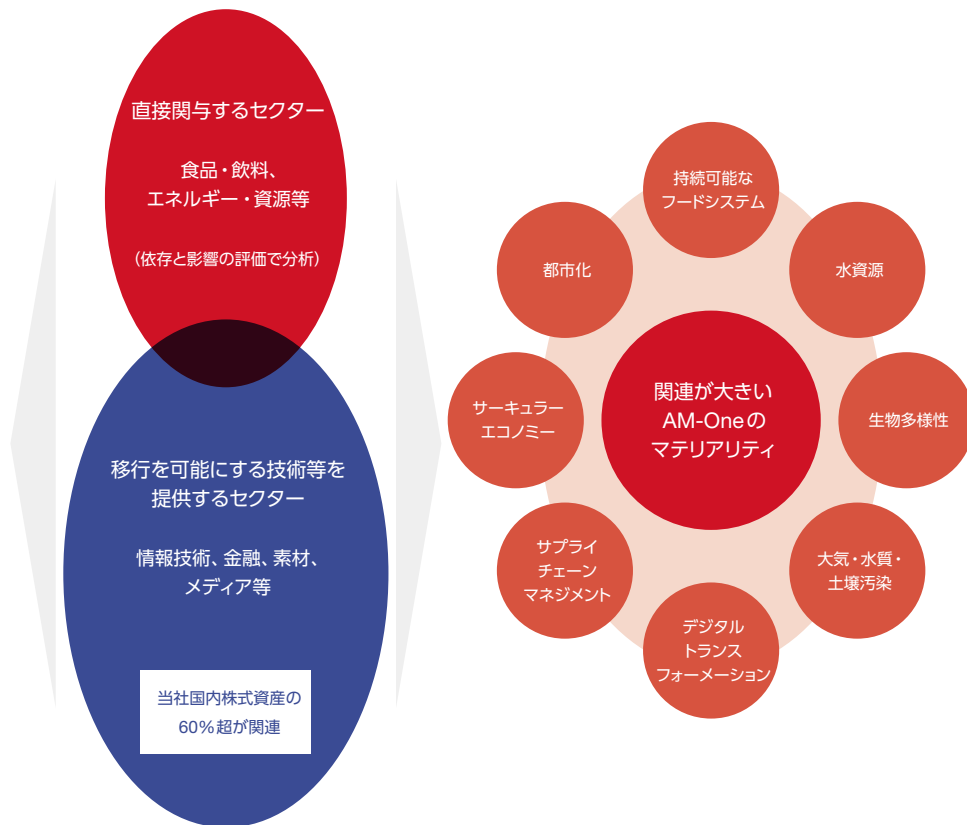 直接関与するセクター
食品・飲料、
エネルギー・資源等
（依存と影響の評価で分析）
移行を可能にする技術等を
提供するセクター
情報技術、金融、素材、
メディア等
当社国内株式資産の
60%超が関連
関連が大きい
AM-Oneの
マテリアリティ
持続可能な
フードシステム
水資源
生物多様性
大気・水質・
土壌汚染
デジタル
トランス
フォーメーション
サプライ
チェーン
マネジメント
サーキュラー
エコノミー
都市化